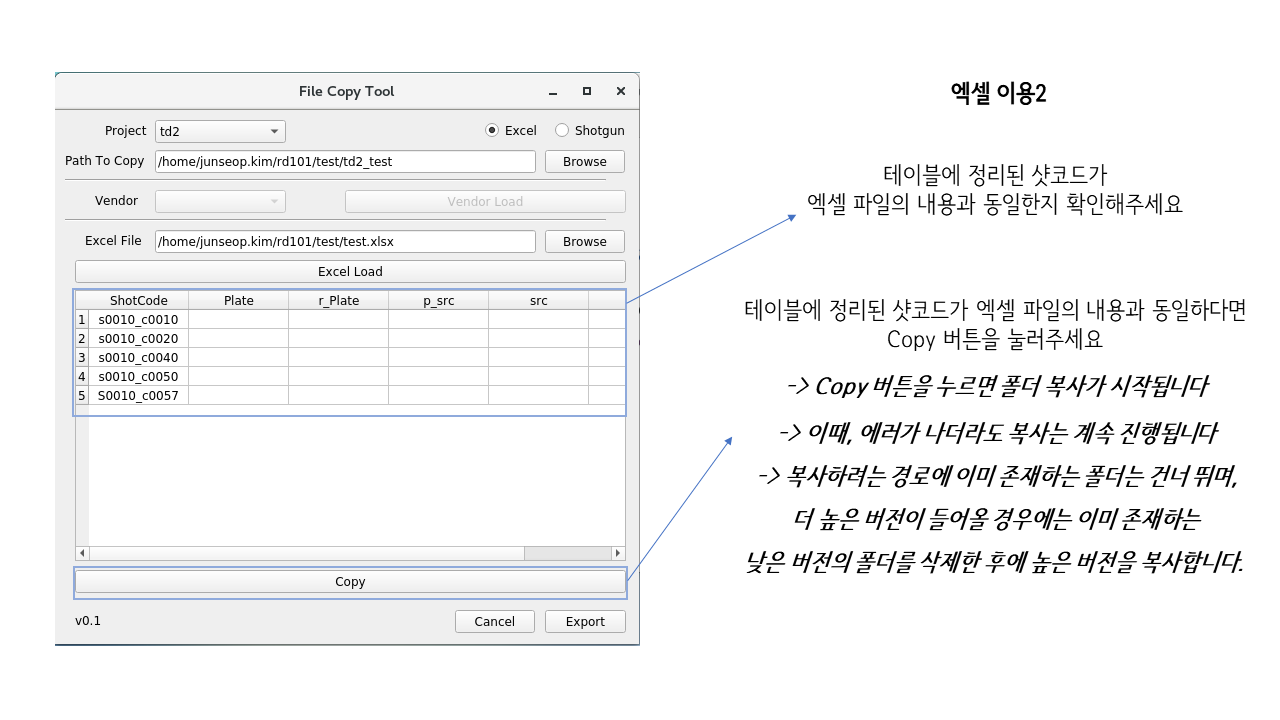 File Copy Tool
Project td2 Excel Shotgun
Path To Copy /home/junseop.kim/rd101/test/td2_test Browse
Vendor Vendor Load
Excel File /home/junseop.kim/rd101/test/test.xlsx Browse
Excel Load
ShotCode Plate r_Plate p_src src
1 s0010_c0010
2 s0010_c0020
3 s0010_c0040
4 s0010_c0050
5 S0010_c0057
Copy
v0.1 Cancel Export
엑셀 이용2
테이블에 정리된 샷코드가
엑셀 파일의 내용과 동일한지 확인해주세요
테이블에 정리된 샷코드가 엑셀 파일의 내용과 동일하다면
Copy 버튼을 눌러주세요
-> Copy 버튼을 누르면 폴더 복사가 시작됩니다
-> 이때, 에러가 나더라도 복사는 계속 진행됩니다
-> 복사하려는 경로에 이미 존재하는 폴더는 건너 뛰며,
더 높은 버전이 들어올 경우에는 이미 존재하는
낮은 버전의 폴더를 삭제한 후에 높은 버전을 복사합니다.